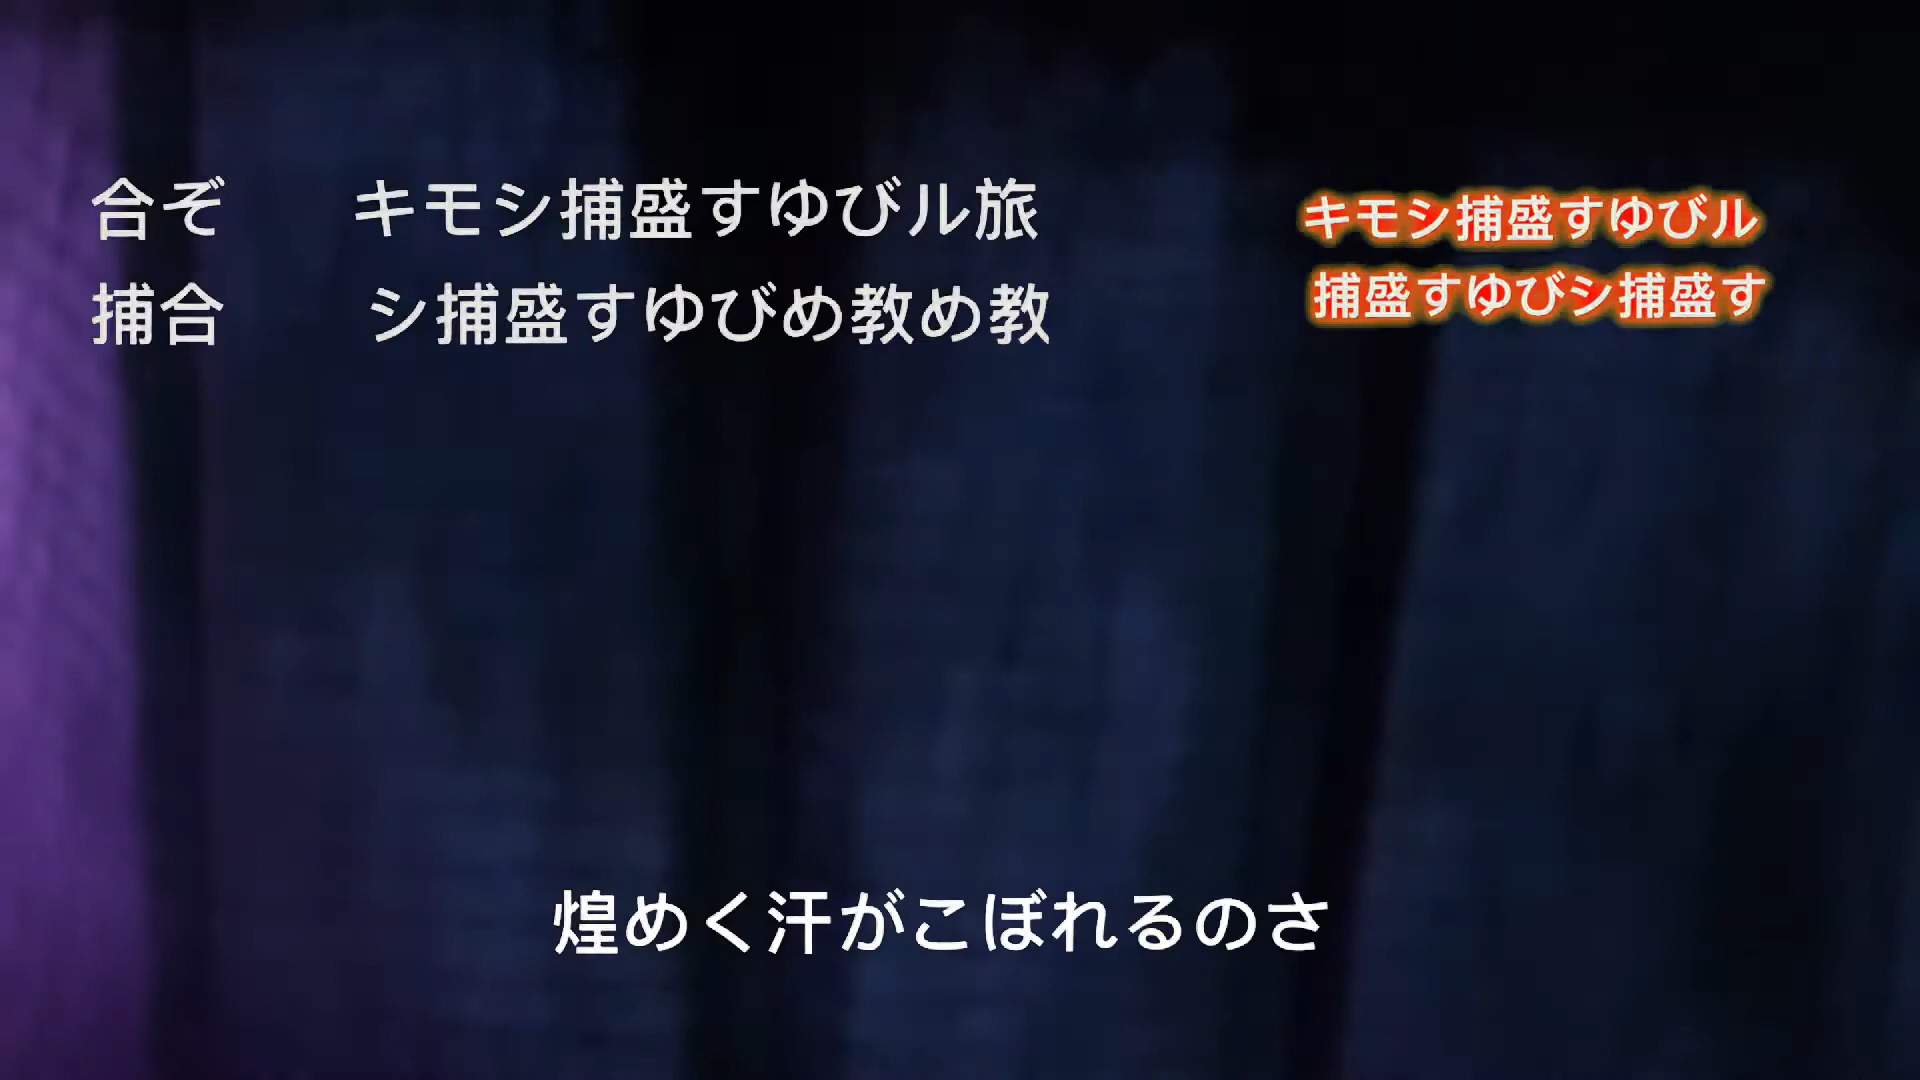 合ぞ キモシ捕盛すゆびル旅
捕合 シ捕盛すゆびめ教め教
キモシ捕盛すゆびル
捕盛すゆびシ捕盛す
煌めく汗がこぼれるのさ